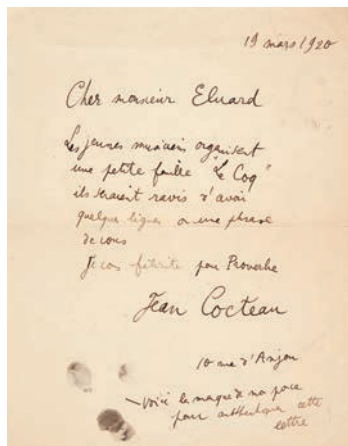 19 mars 1920
Cher monsieur Eluard
Les jeunes musiciens organisent
une petite feuille "Le Coq"
ils seraient ravis d'avoir
quelques lignes ou une phrase
de vous
Je vous félicite pour Proverbe
Jean Cocteau
10 rue d'Anjou
– voici la marque de mon pouce
pour authentiquer cette
lettre